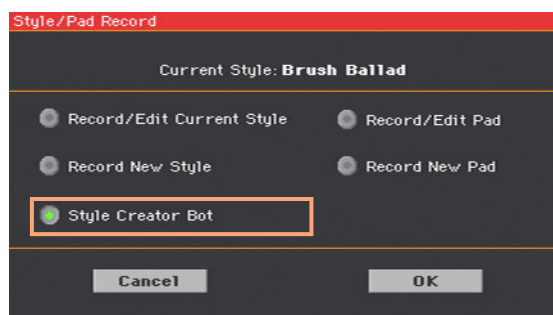 Style/Pad Record
Current Style: Brush Ballad
Record/Edit Current Style
Record/Edit Pad
Record New Style
Record New Pad
Style Creator Bot
Cancel
OK